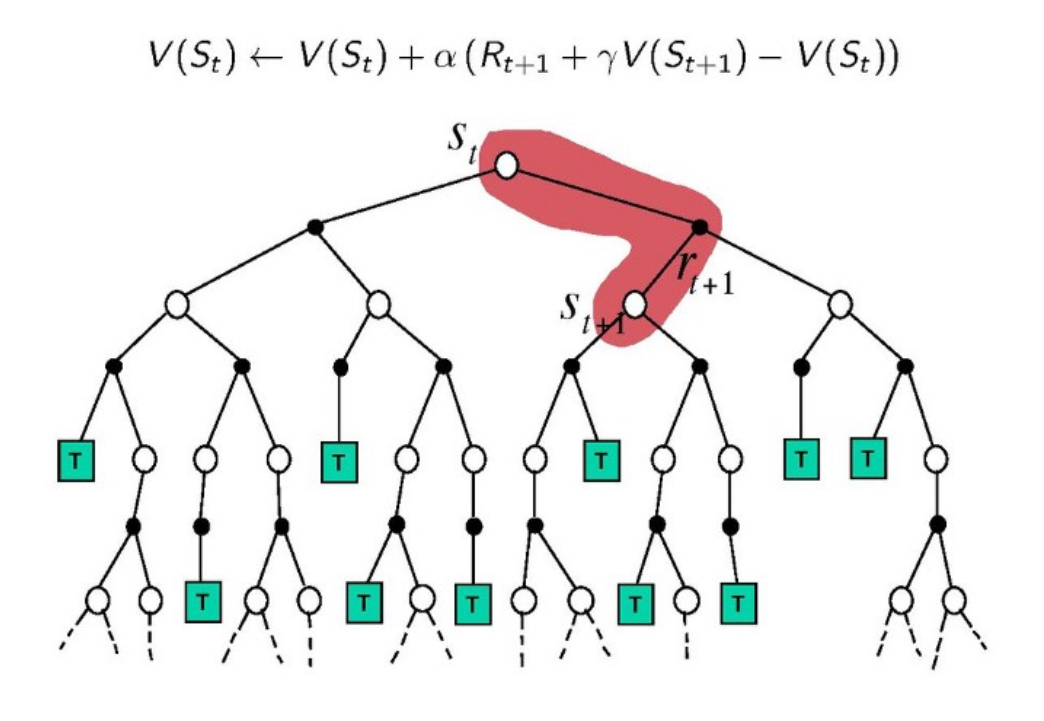 V(S_t) ← V(S_t) + α (R_{t+1} + γV(S_{t+1}) − V(S_t))
s_t
r_{t+1}
s_{t+1}
T T T T T
T T T T T